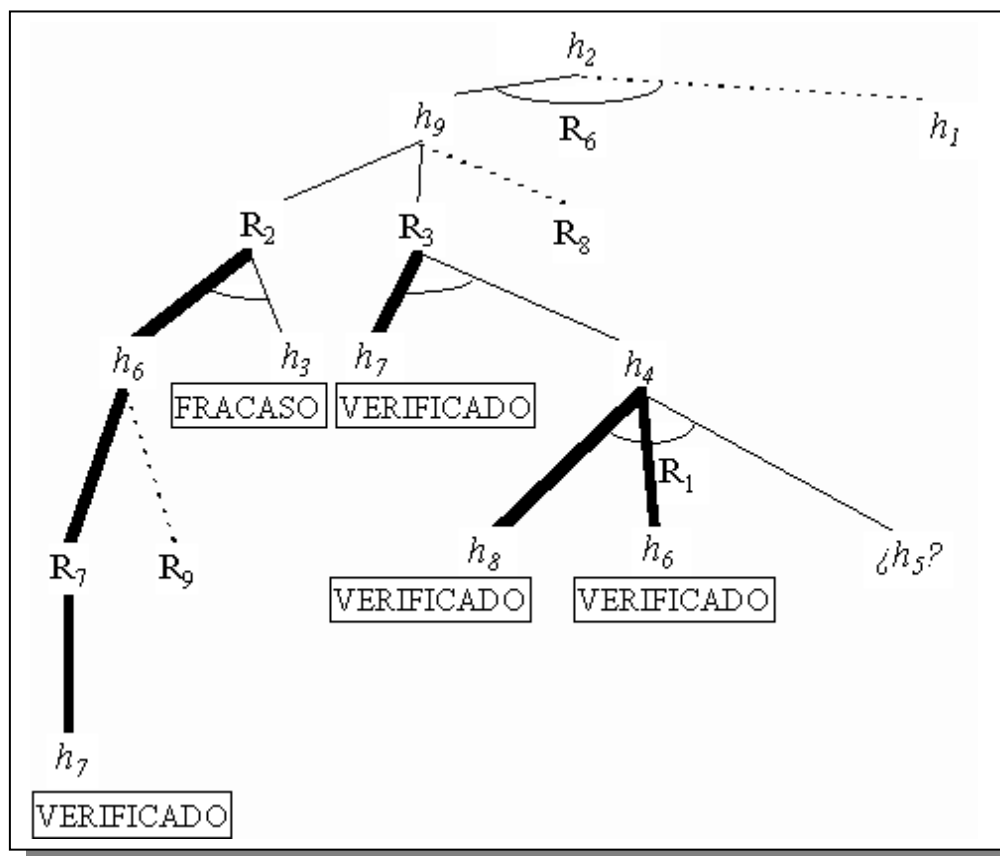 h₂
h₉ R₆ h₁
R₂ R₃ R₈
h₆ h₃ h₇ h₄
FRACASO VERIFICADO
R₁
R₇ R₉ h₈ h₆ ¿h₅?
VERIFICADO VERIFICADO
h₇
VERIFICADO